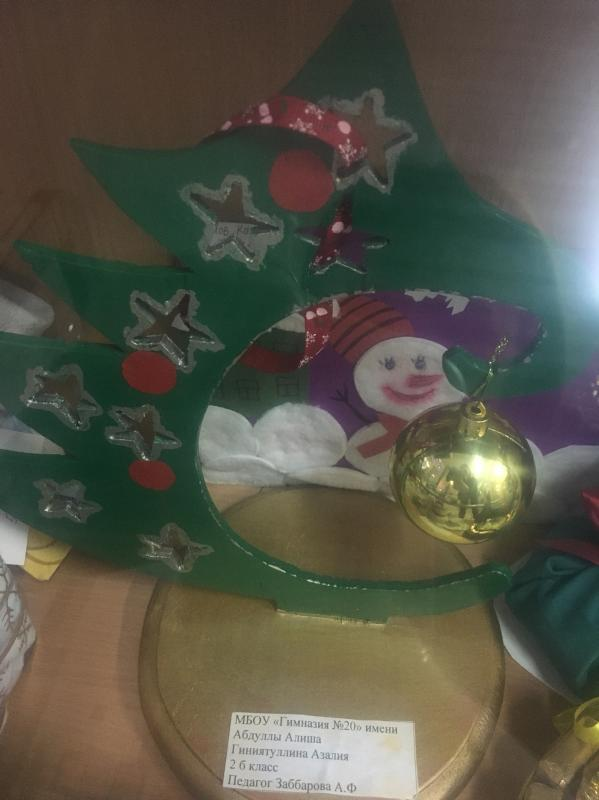 МБОУ «Гимназия №20» имени
Абдуллы Алиша
Гиниятуллина Азалия
2 б класс
Педагог Заббарова А.Ф